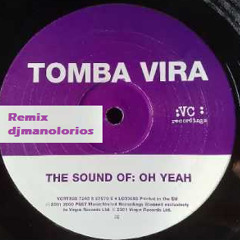 TOMBA VIRA
Remix
djmanolorios
:VC:
recordings
THE SOUND OF: OH YEAH